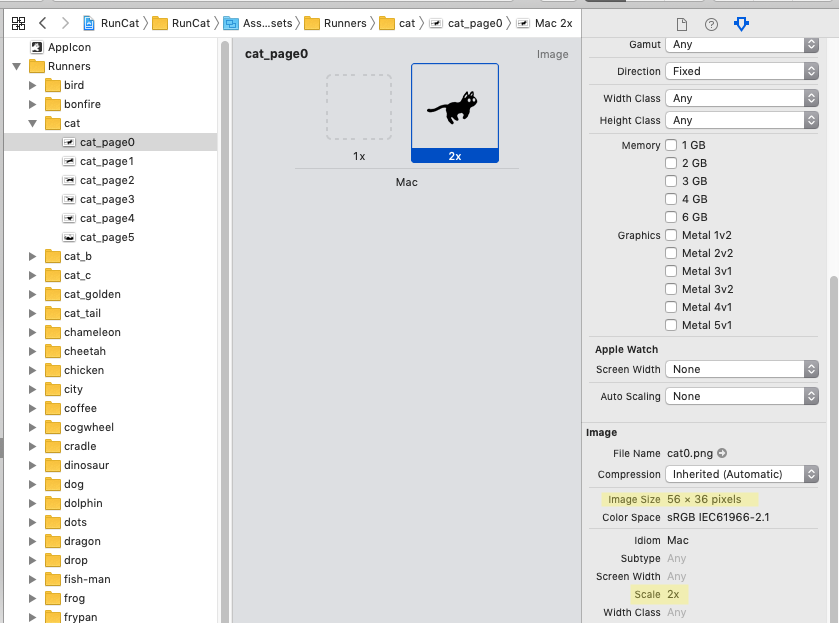 RunCat RunCat Ass...sets Runners cat cat_page0 Mac 2x
AppIcon
Runners
bird
bonfire
cat
cat_page0
cat_page1
cat_page2
cat_page3
cat_page4
cat_page5
cat_b
cat_c
cat_golden
cat_tail
chameleon
cheetah
chicken
city
coffee
cogwheel
cradle
dinosaur
dog
dolphin
dots
dragon
drop
fish-man
frog
frypan
cat_page0 Image
1x 2x
Mac
Gamut Any
Direction Fixed
Width Class Any
Height Class Any
Memory 1 GB
2 GB
3 GB
4 GB
6 GB
Graphics Metal 1v2
Metal 2v2
Metal 3v1
Metal 3v2
Metal 4v1
Metal 5v1
Apple Watch
Screen Width None
Auto Scaling None
Image
File Name cat0.png
Compression Inherited (Automatic)
Image Size 56 × 36 pixels
Color Space sRGB IEC61966-2.1
Idiom Mac
Subtype Any
Screen Width Any
Scale 2x
Width Class Any